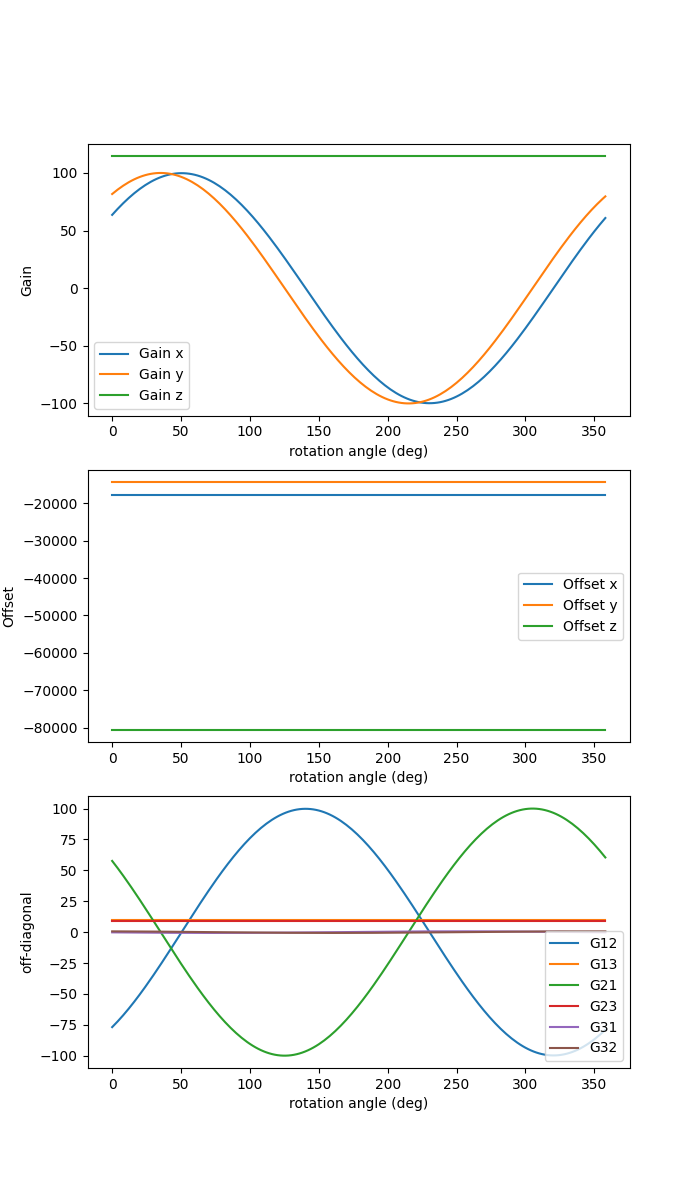 100
50
0
−50
−100
Gain
Gain x
Gain y
Gain z
0 50 100 150 200 250 300 350
rotation angle (deg)
−20000
−30000
−40000
−50000
−60000
−70000
−80000
Offset
Offset x
Offset y
Offset z
0 50 100 150 200 250 300 350
rotation angle (deg)
100
75
50
25
0
−25
−50
−75
−100
off-diagonal
G12
G13
G21
G23
G31
G32
0 50 100 150 200 250 300 350
rotation angle (deg)